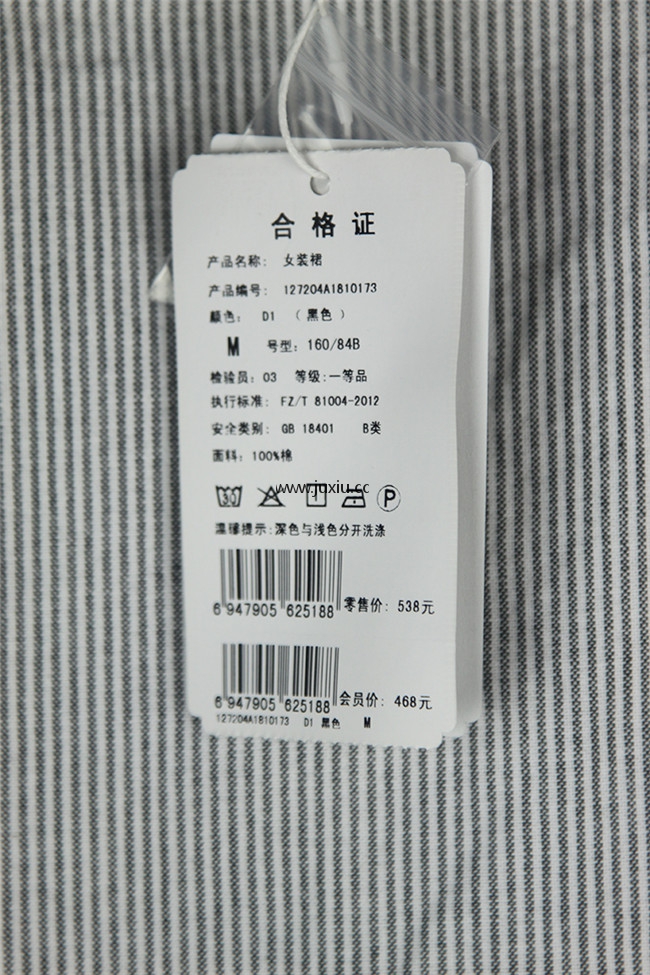 合格证
产品名称: 女装裙
产品编号: 127204A1810173
颜色: D1 (黑色)
M 号型: 160/84B
检验员: 03 等级:一等品
执行标准: FZ/T 81004-2012
安全类别: GB 18401 B类
面料: 100%棉
30 P
www.juxiu.cc
温馨提示:深色与浅色分开洗涤
6 947905 625188 零售价: 538元
6 947905 625188 会员价: 468元
127204A1810173 D1 黑色 M